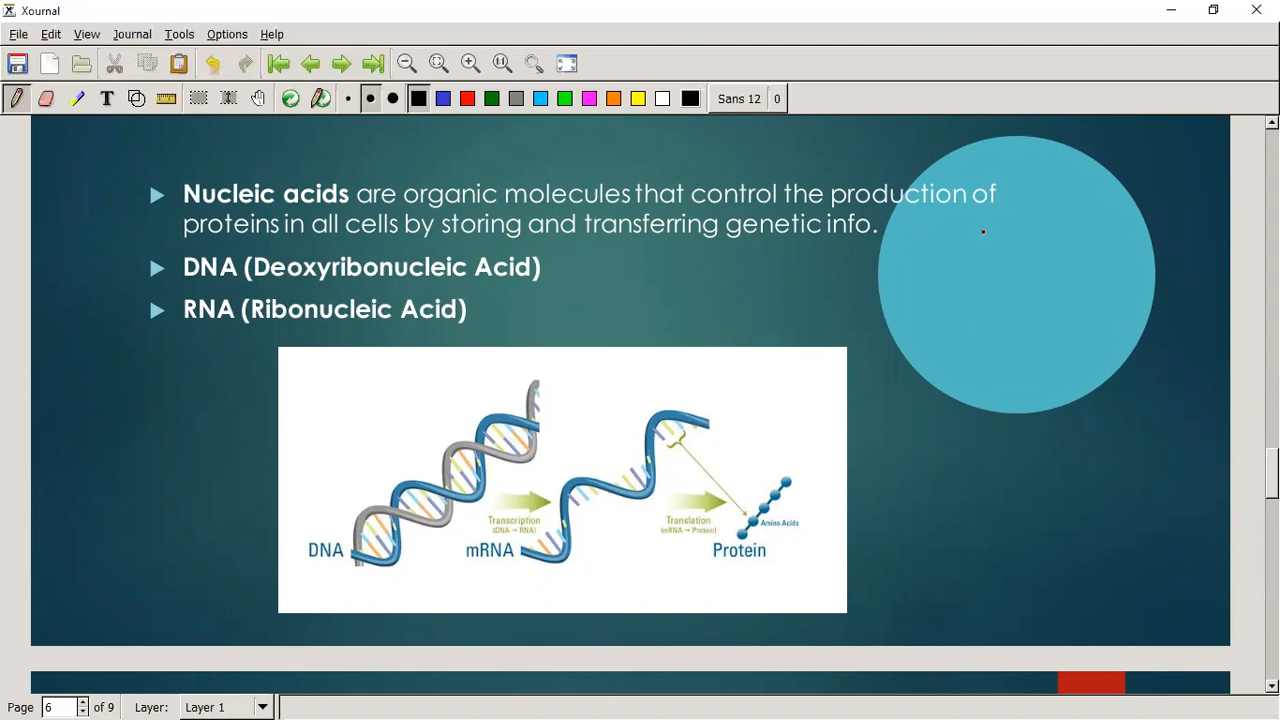 Xournal
File Edit View Journal Tools Options Help
Sans 12 0
Nucleic acids are organic molecules that control the production of
proteins in all cells by storing and transferring genetic info.
DNA (Deoxyribonucleic Acid)
RNA (Ribonucleic Acid)
Transcription
(DNA → RNA)
Translation
(mRNA → Protein)
Amino Acids
DNA
mRNA
Protein
Page 6 of 9 Layer: Layer 1